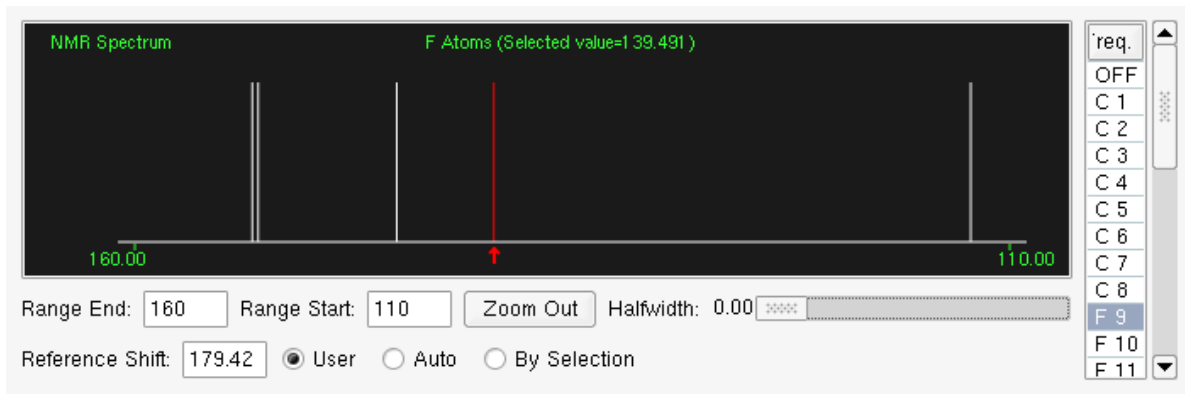 NMR Spectrum
F Atoms (Selected value=139.491)
160.00
110.00
Range End: 160 Range Start: 110 Zoom Out Halfwidth: 0.00
Reference Shift: 179.42 User Auto By Selection
req.
OFF
C 1
C 2
C 3
C 4
C 5
C 6
C 7
C 8
F 9
F 10
F 11